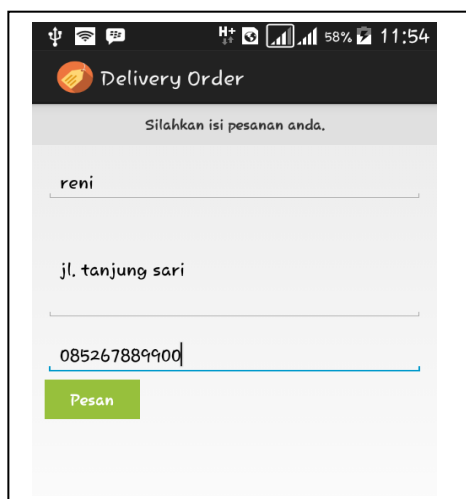 H+ 58% 11:54
Delivery Order
Silahkan isi pesanan anda.
reni
jl. tanjung sari
085267889900
Pesan